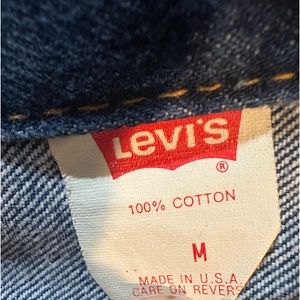 LEVI'S
®
100% COTTON
M
MADE IN U.S.A
CARE ON REVERS